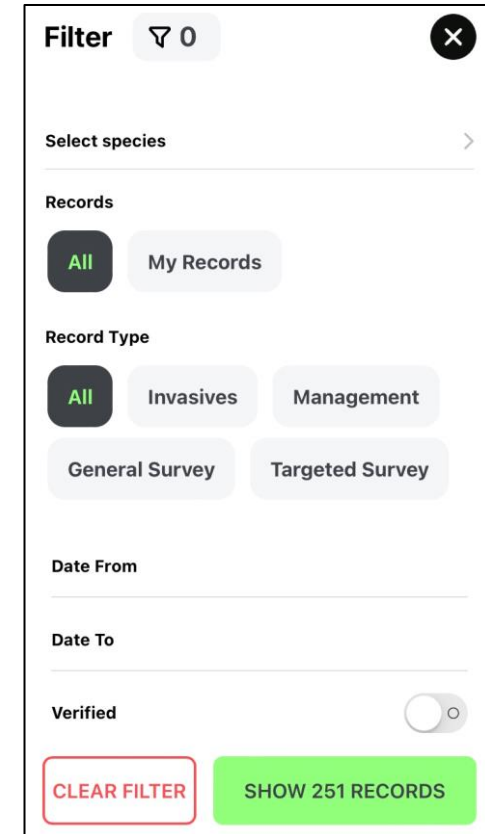 Filter 0
Select species
Records
All My Records
Record Type
All Invasives Management
General Survey Targeted Survey
Date From
Date To
Verified
CLEAR FILTER SHOW 251 RECORDS